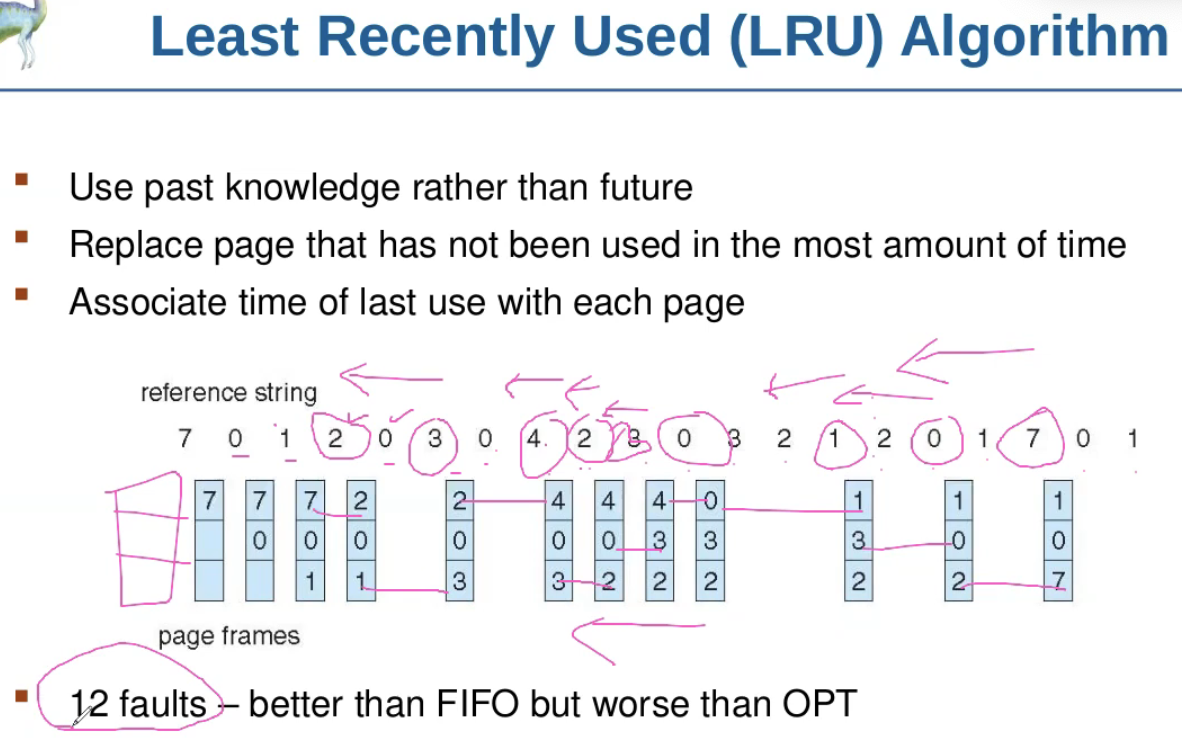 Least Recently Used (LRU) Algorithm
▪ Use past knowledge rather than future
▪ Replace page that has not been used in the most amount of time
▪ Associate time of last use with each page
reference string
7 0 1 2 0 3 0 4 2 3 0 3 2 1 2 0 1 7 0 1
7 7 7 2 2 4 4 4 0 1 1 1
0 0 0 0 0 0 3 3 3 0 0
1 1 3 3 2 2 2 2 2 7
page frames
▪ 12 faults – better than FIFO but worse than OPT